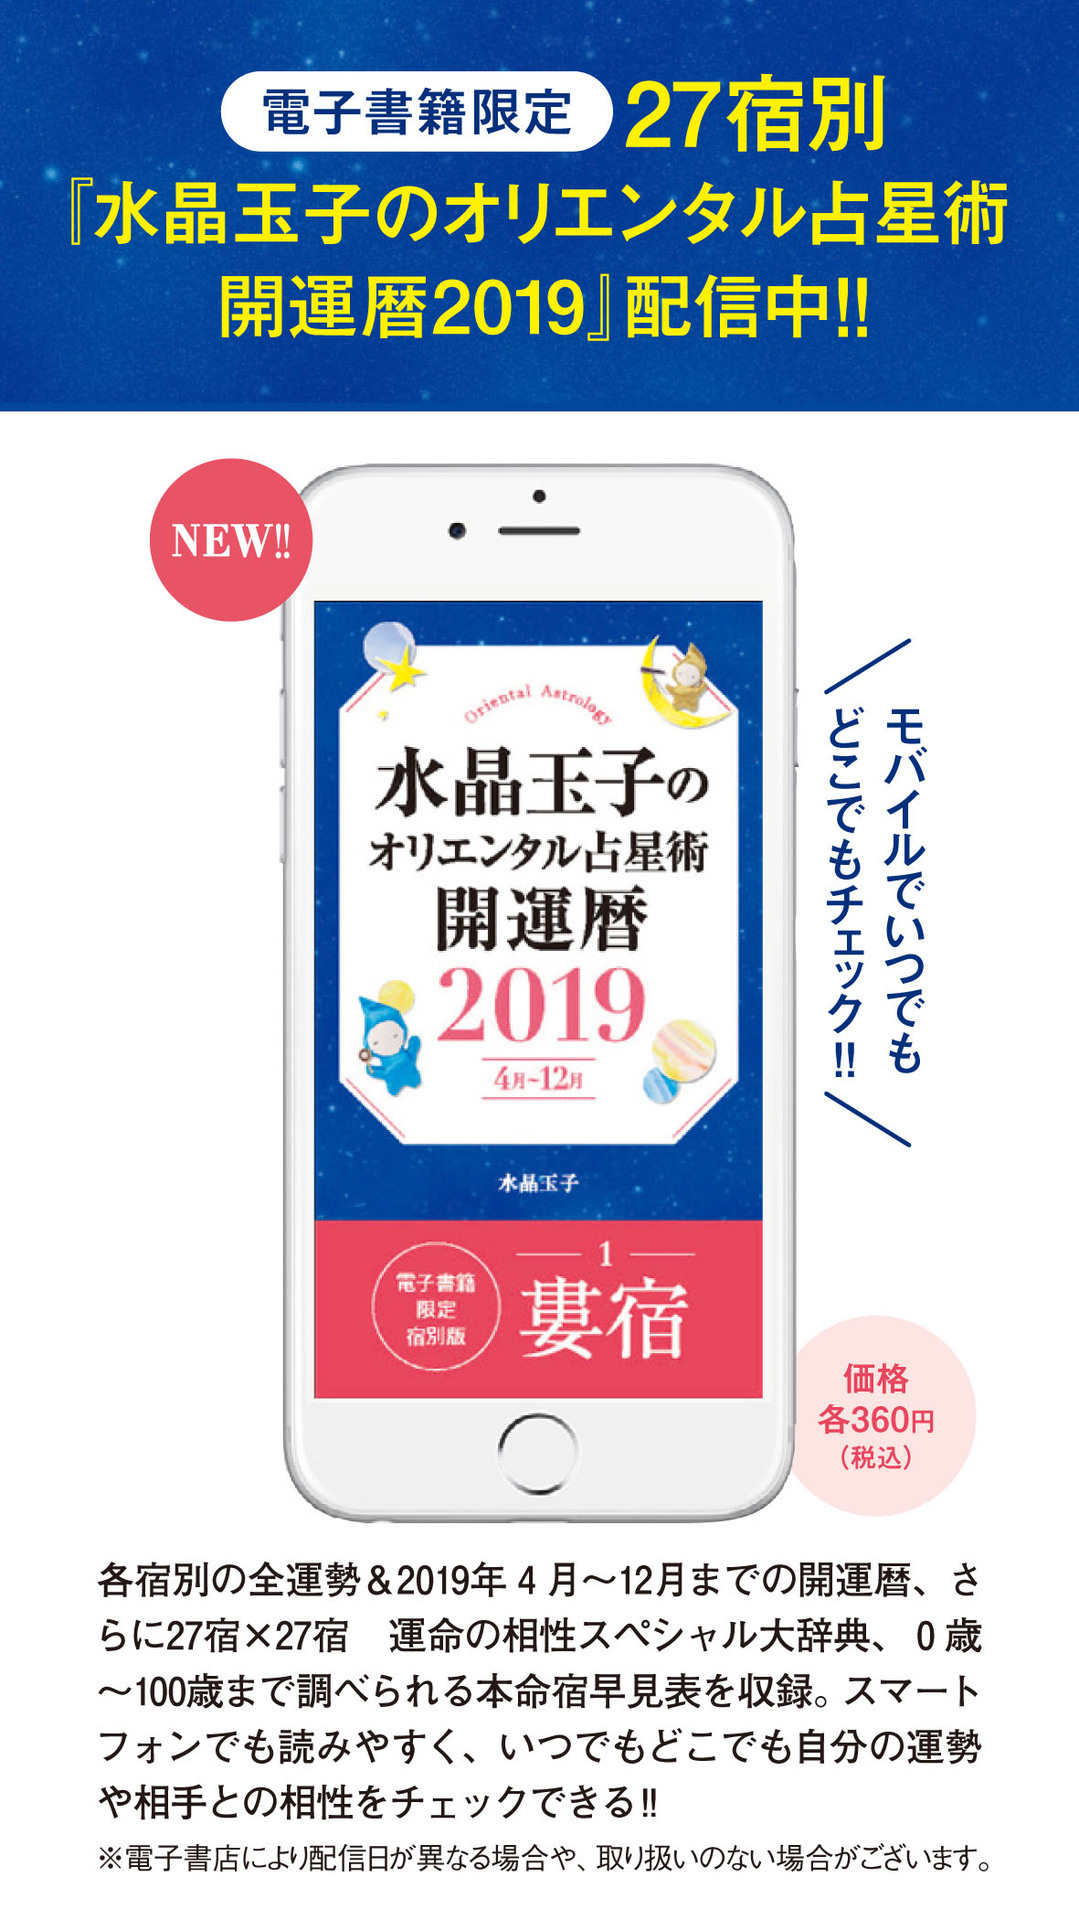 電子書籍限定 27宿別
『水晶玉子のオリエンタル占星術
開運暦2019』配信中!!
NEW!!
Oriental Astrology
水晶玉子の
オリエンタル占星術
開運暦
2019
4月~12月
水晶玉子
電子書籍
限定
宿別版
1
婁宿
モバイルでいつでも
どこでもチェック!!
価格
各360円
(税込)
各宿別の全運勢&2019年4月〜12月までの開運暦、さ
らに27宿×27宿　運命の相性スペシャル大辞典、0歳
〜100歳まで調べられる本命宿早見表を収録。スマート
フォンでも読みやすく、いつでもどこでも自分の運勢
や相手との相性をチェックできる!!
※電子書店により配信日が異なる場合や、取り扱いのない場合がございます。